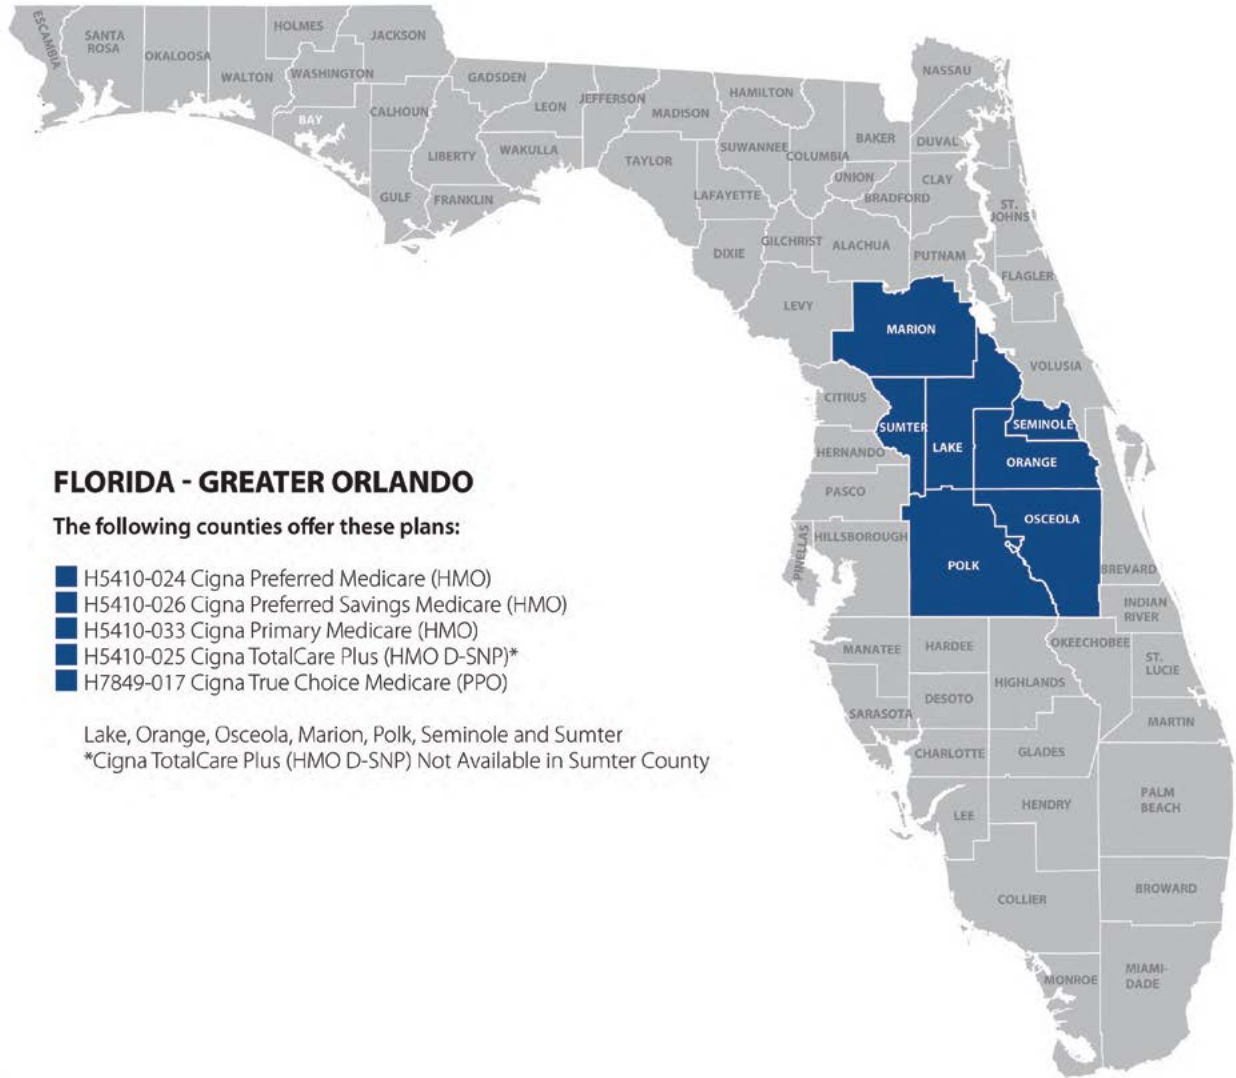 ESCAMBIA
SANTA
ROSA
OKALOOSA
HOLMES
JACKSON
WALTON
WASHINGTON
BAY
CALHOUN
GADSDEN
LEON
JEFFERSON
MADISON
HAMILTON
NASSAU
LIBERTY
WAKULLA
TAYLOR
SUWANNEE
COLUMBIA
BAKER
DUVAL
GULF
FRANKLIN
LAFAYETTE
UNION
BRADFORD
CLAY
ST.
JOHNS
DIXIE
GILCHRIST
ALACHUA
PUTNAM
FLAGLER
LEVY
MARION
VOLUSIA
CITRUS
SUMTER
LAKE
SEMINOLE
ORANGE
HERNANDO
PASCO
OSCEOLA
PINELLAS
HILLSBOROUGH
POLK
BREVARD
INDIAN
RIVER
MANATEE
HARDEE
OKEECHOBEE
ST.
LUCIE
HIGHLANDS
DESOTO
SARASOTA
MARTIN
CHARLOTTE
GLADES
PALM
BEACH
LEE
HENDRY
BROWARD
COLLIER
MONROE
MIAMI-
DADE
FLORIDA - GREATER ORLANDO
The following counties offer these plans:
H5410-024 Cigna Preferred Medicare (HMO)
H5410-026 Cigna Preferred Savings Medicare (HMO)
H5410-033 Cigna Primary Medicare (HMO)
H5410-025 Cigna TotalCare Plus (HMO D-SNP)*
H7849-017 Cigna True Choice Medicare (PPO)
Lake, Orange, Osceola, Marion, Polk, Seminole and Sumter
*Cigna TotalCare Plus (HMO D-SNP) Not Available in Sumter County